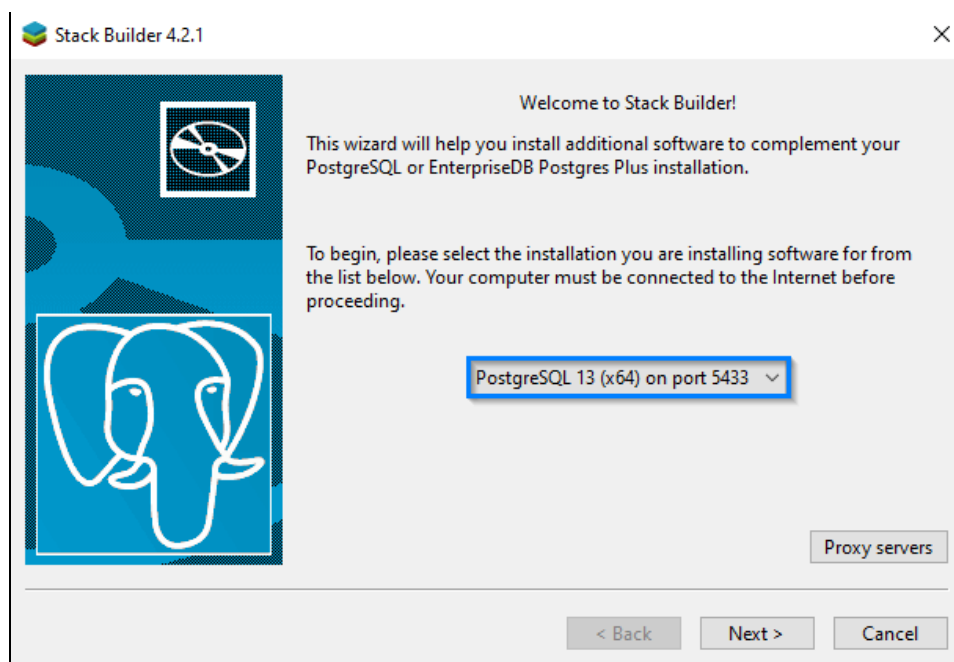 Stack Builder 4.2.1
Welcome to Stack Builder!
This wizard will help you install additional software to complement your
PostgreSQL or EnterpriseDB Postgres Plus installation.
To begin, please select the installation you are installing software for from
the list below. Your computer must be connected to the Internet before
proceeding.
PostgreSQL 13 (x64) on port 5433
Proxy servers
< Back
Next >
Cancel